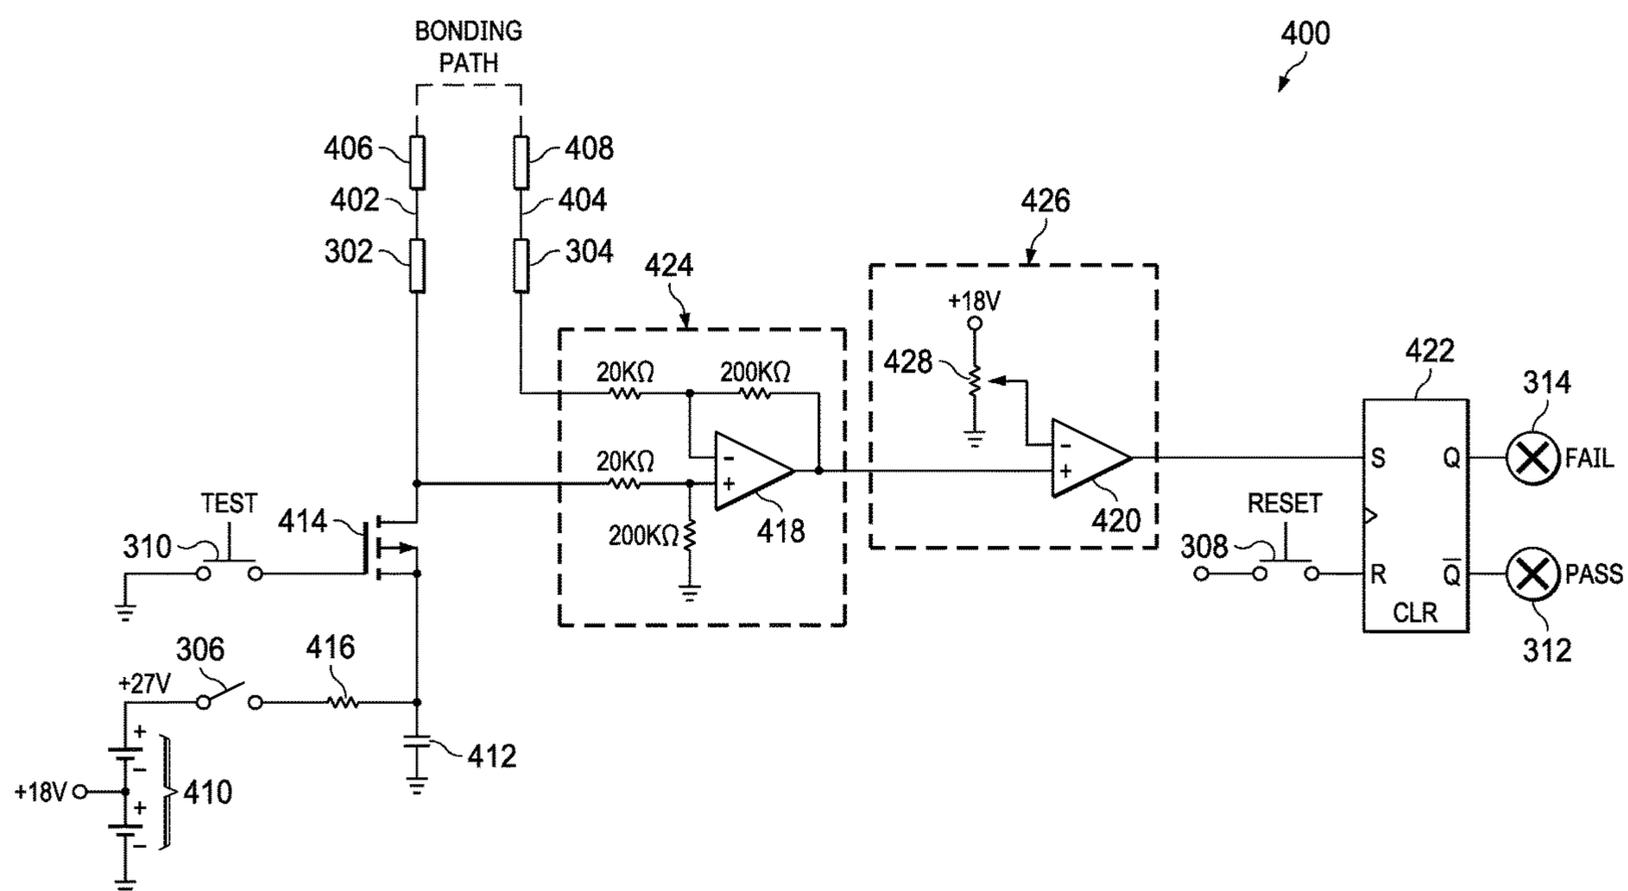 BONDING
PATH
400
406
408
402
404
302
304
424
426
+18V
428
20KΩ
200KΩ
−
+
418
20KΩ
200KΩ
−
+
420
422
S
Q
R
Q̅
CLR
314
FAIL
PASS
312
RESET
308
TEST
310
414
306
416
+27V
+
−
+18V
+
−
410
412